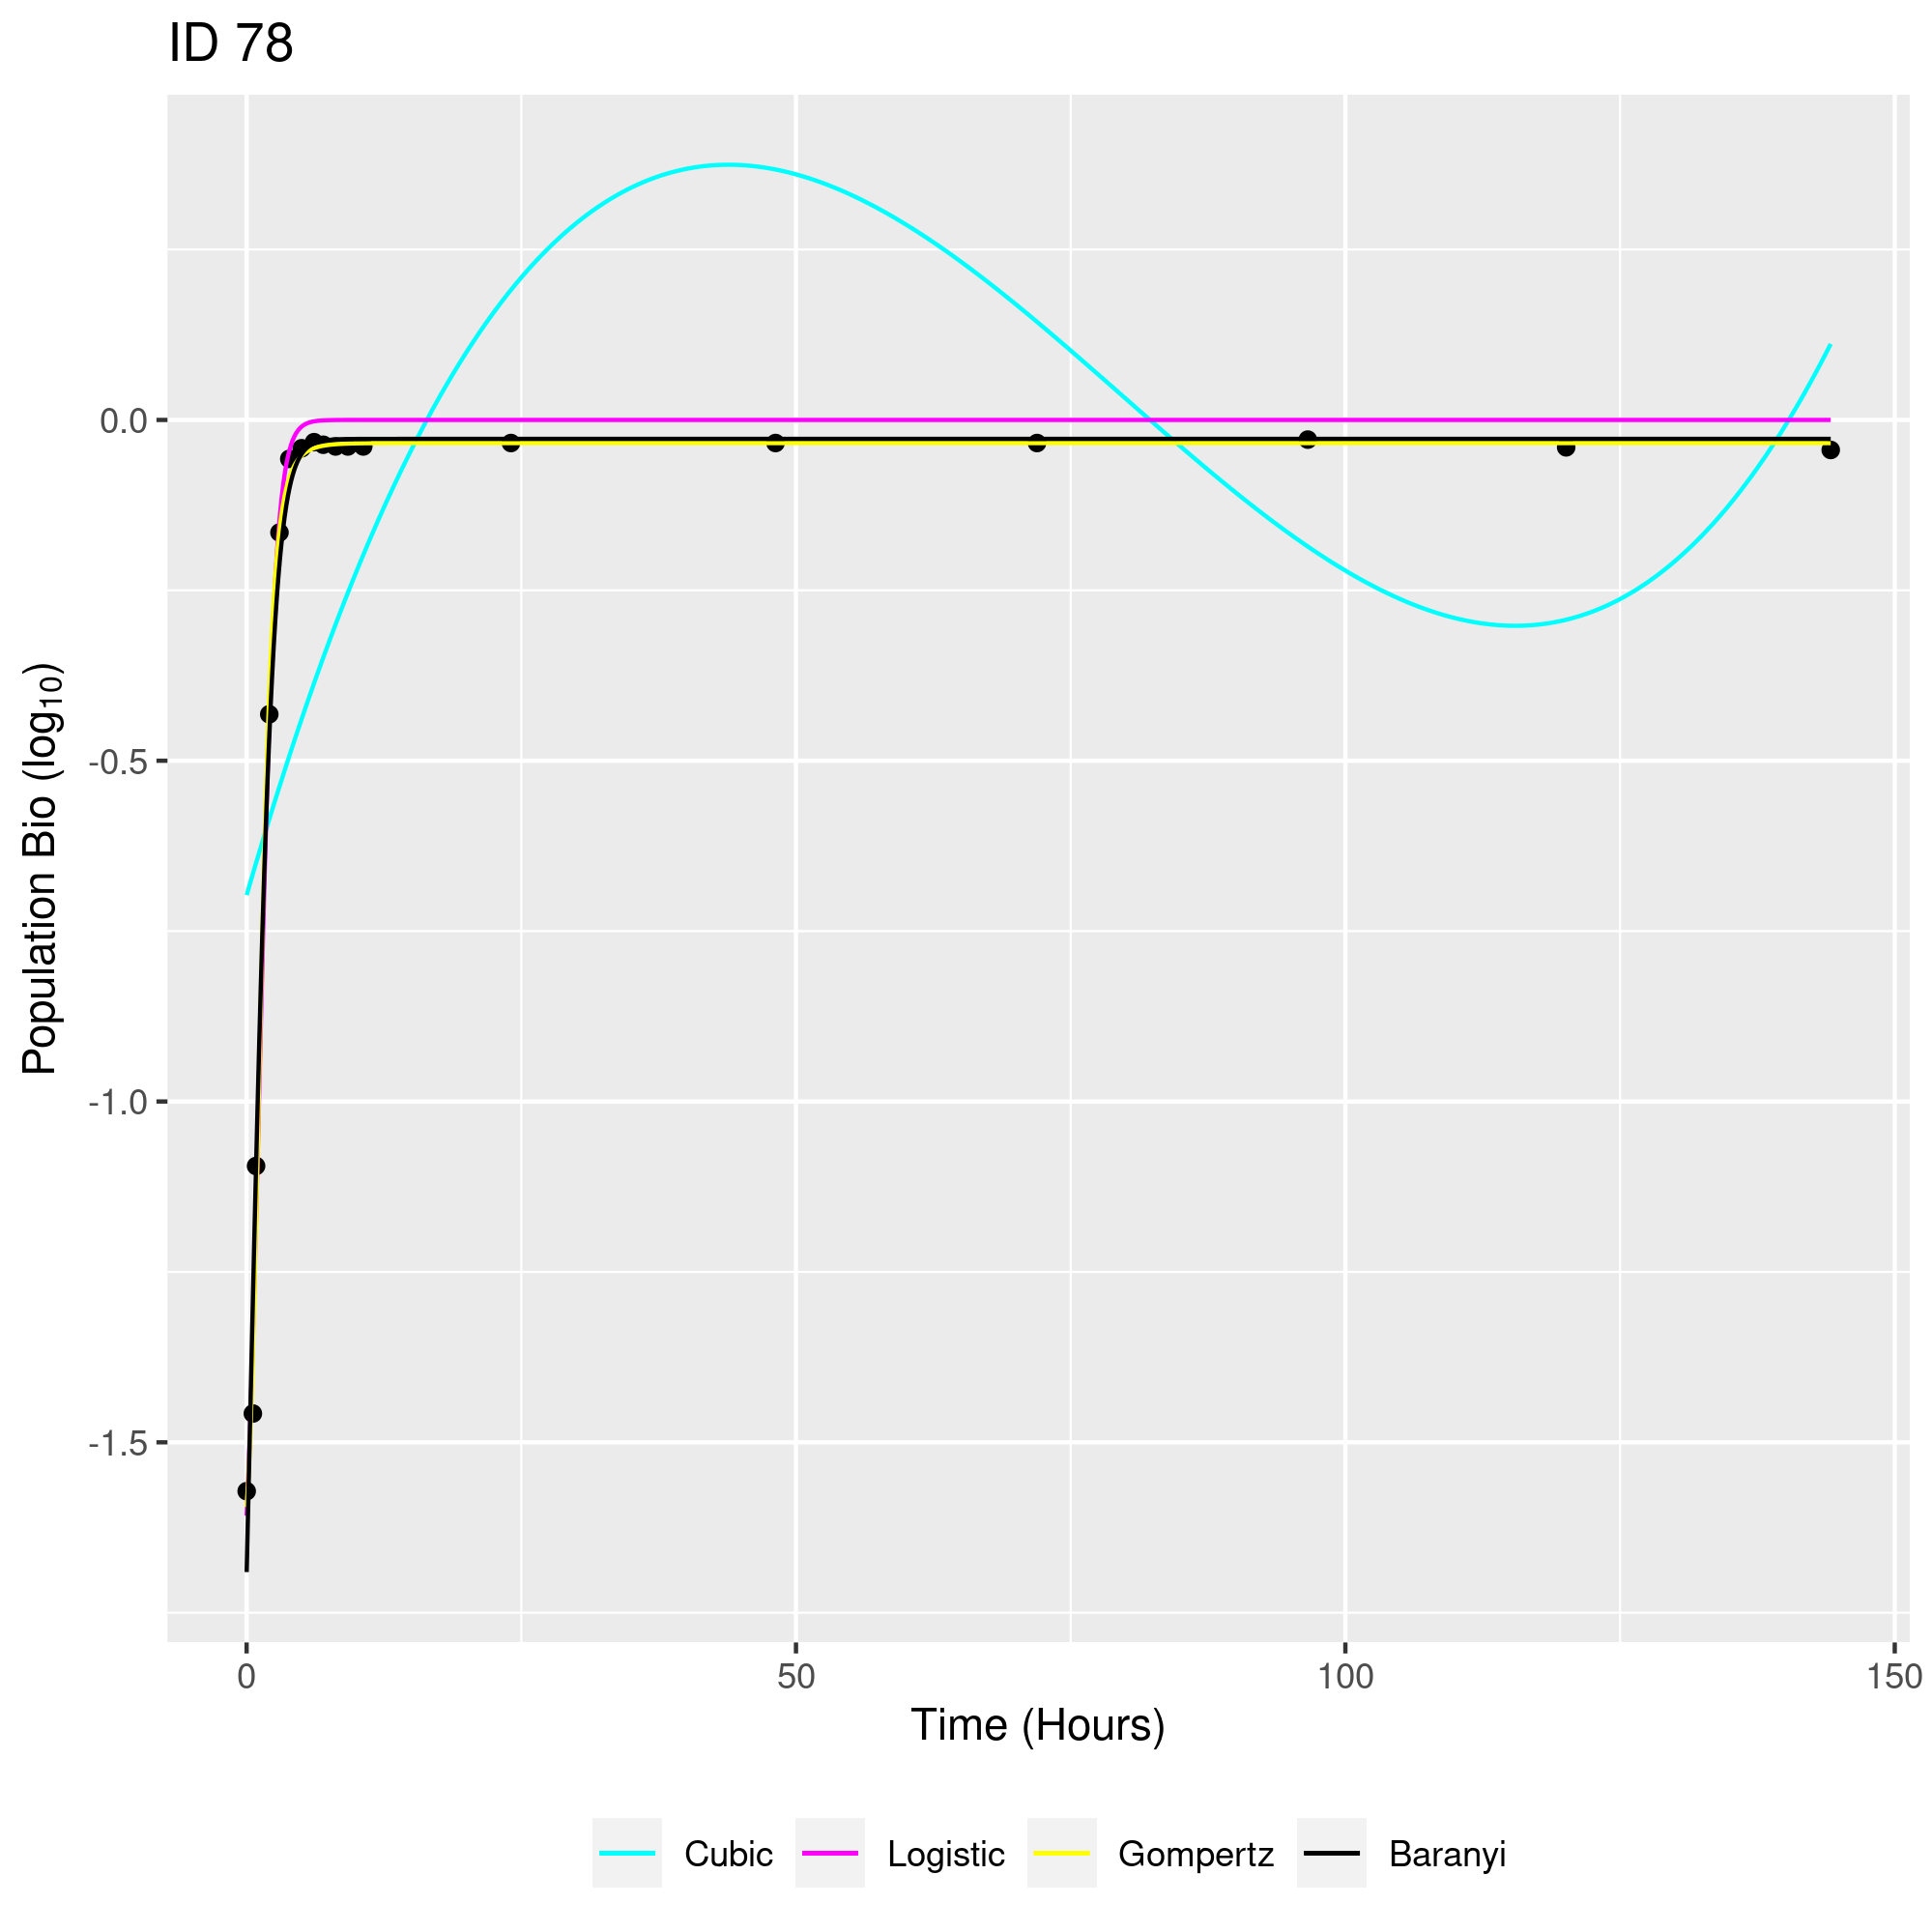 ID 78
Population Bio (log₁₀)
0.0
-0.5
-1.0
-1.5
0 50 100 150
Time (Hours)
Cubic Logistic Gompertz Baranyi